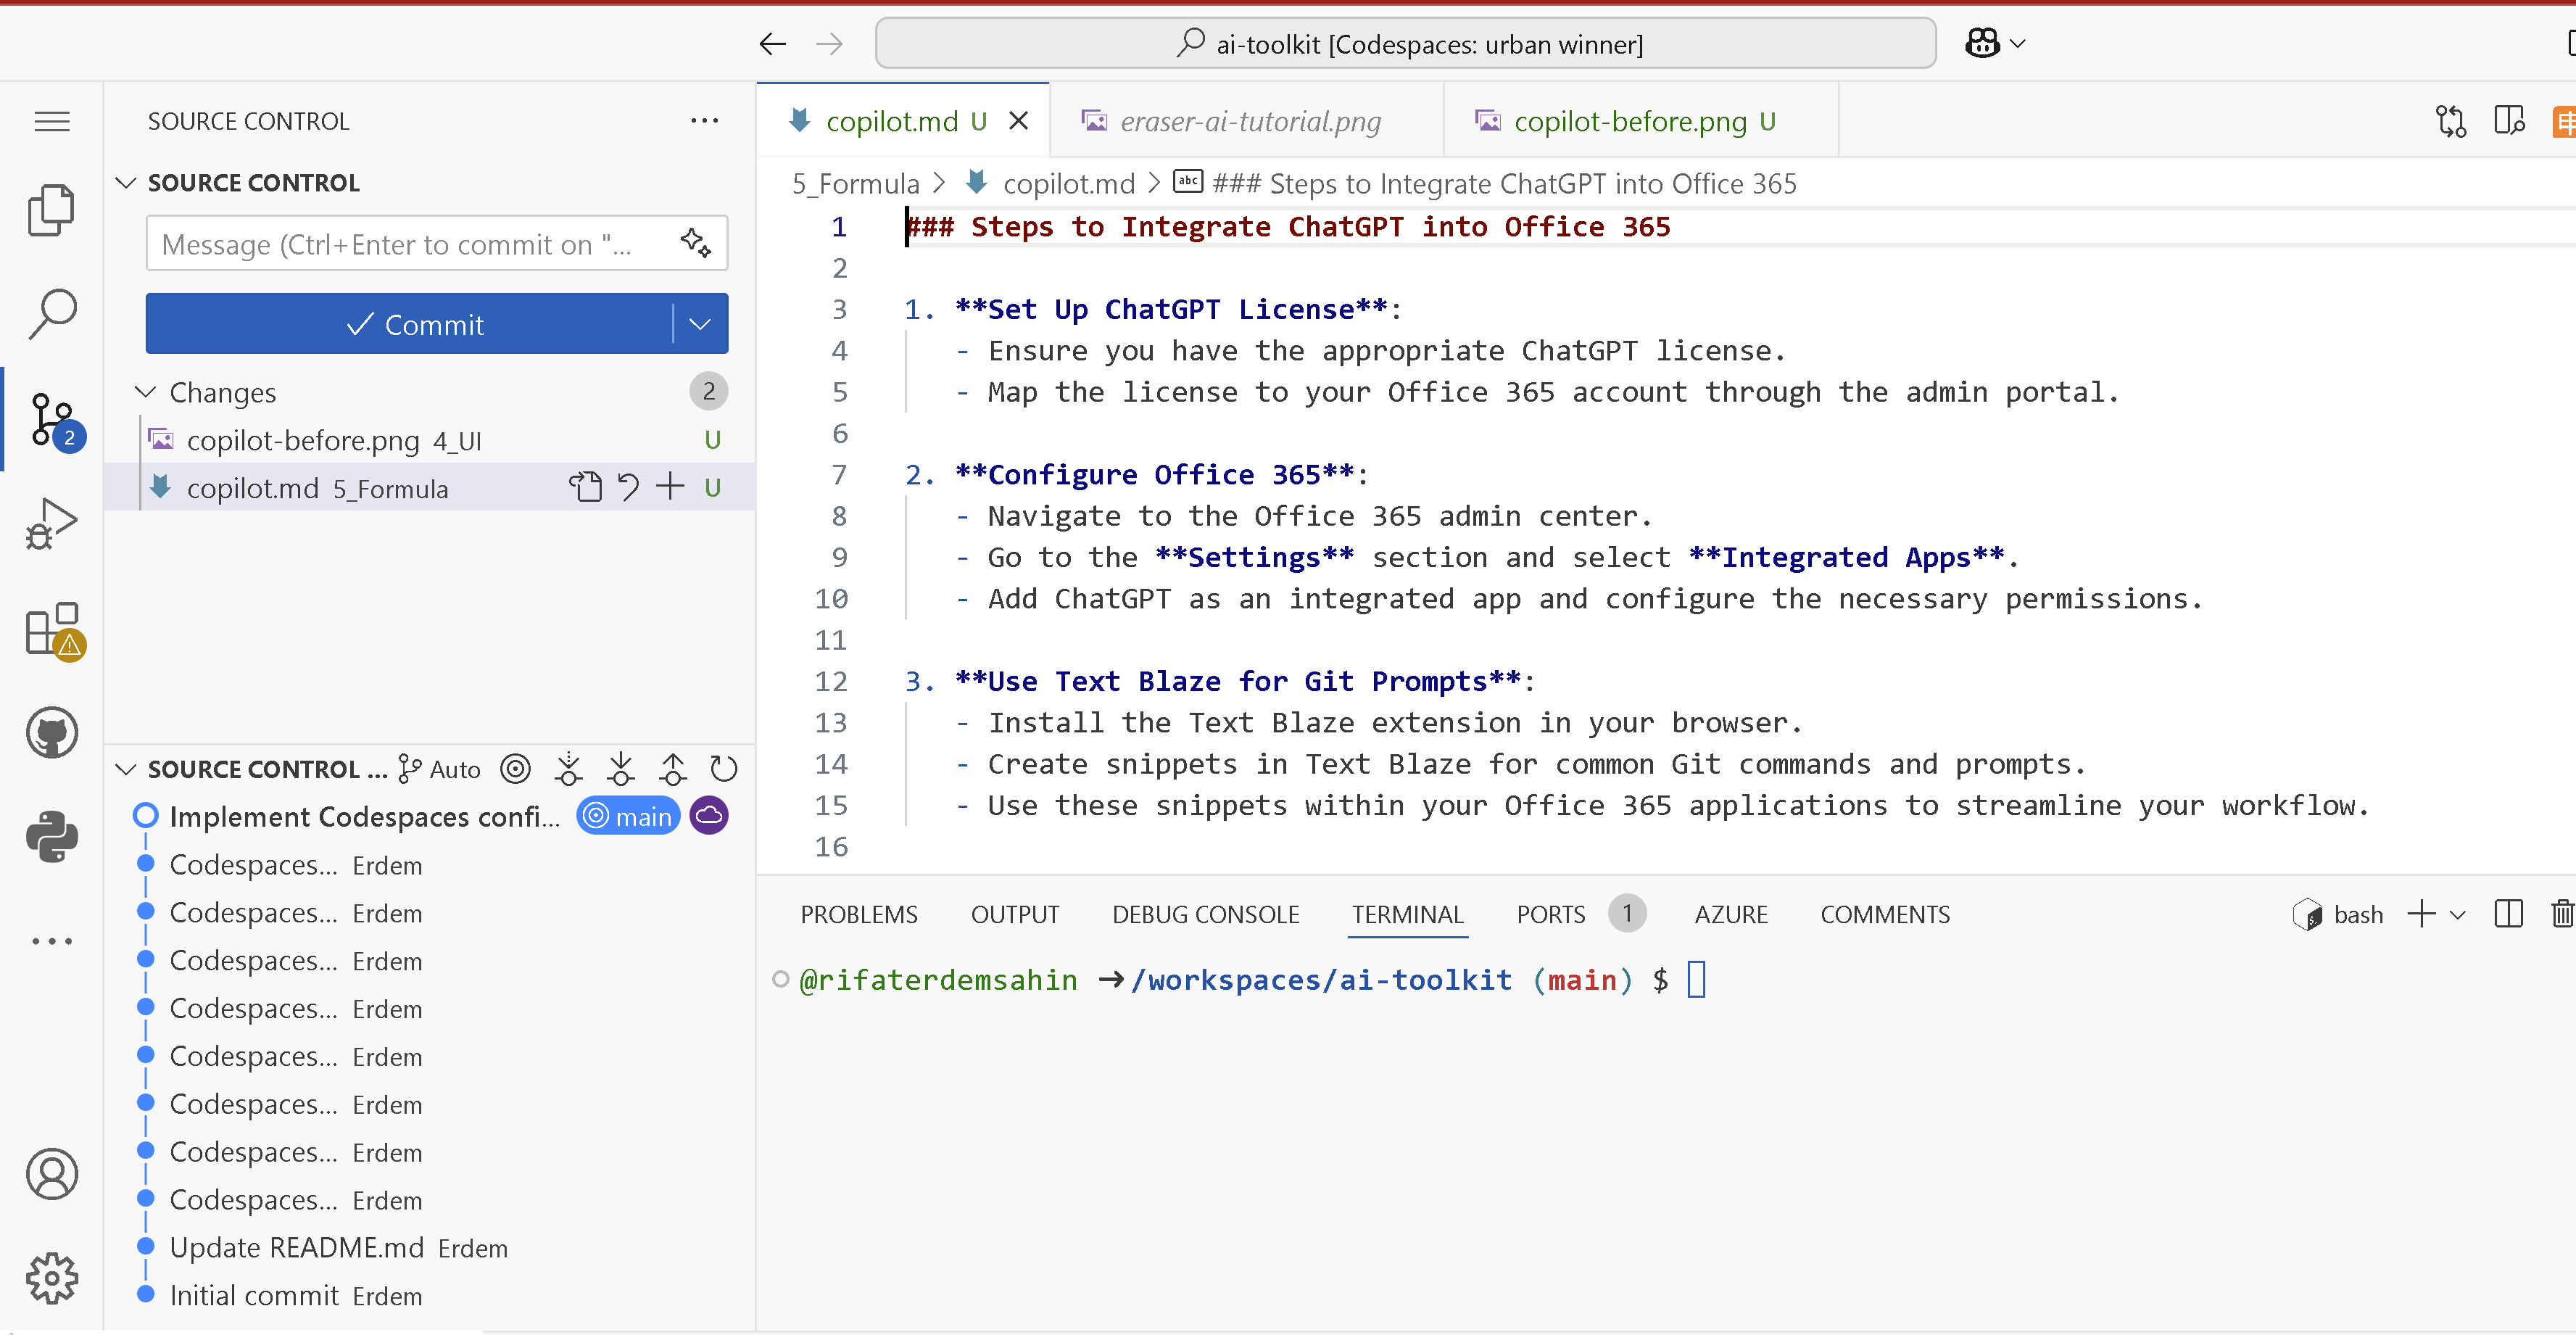 ai-toolkit [Codespaces: urban winner]
SOURCE CONTROL
SOURCE CONTROL
Message (Ctrl+Enter to commit on "...
Commit
Changes 2
copilot-before.png 4_UI U
copilot.md 5_Formula U
2
SOURCE CONTROL ... Auto
Implement Codespaces confi... main
Codespaces... Erdem
Codespaces... Erdem
Codespaces... Erdem
Codespaces... Erdem
Codespaces... Erdem
Codespaces... Erdem
Codespaces... Erdem
Codespaces... Erdem
Update README.md Erdem
Initial commit Erdem
copilot.md U eraser-ai-tutorial.png copilot-before.png U
5_Formula > copilot.md > abc ### Steps to Integrate ChatGPT into Office 365
1 ### Steps to Integrate ChatGPT into Office 365
2
3 1. **Set Up ChatGPT License**:
4 - Ensure you have the appropriate ChatGPT license.
5 - Map the license to your Office 365 account through the admin portal.
6
7 2. **Configure Office 365**:
8 - Navigate to the Office 365 admin center.
9 - Go to the **Settings** section and select **Integrated Apps**.
10 - Add ChatGPT as an integrated app and configure the necessary permissions.
11
12 3. **Use Text Blaze for Git Prompts**:
13 - Install the Text Blaze extension in your browser.
14 - Create snippets in Text Blaze for common Git commands and prompts.
15 - Use these snippets within your Office 365 applications to streamline your workflow.
16
PROBLEMS OUTPUT DEBUG CONSOLE TERMINAL PORTS 1 AZURE COMMENTS bash
@rifaterdemsahin →/workspaces/ai-toolkit (main) $